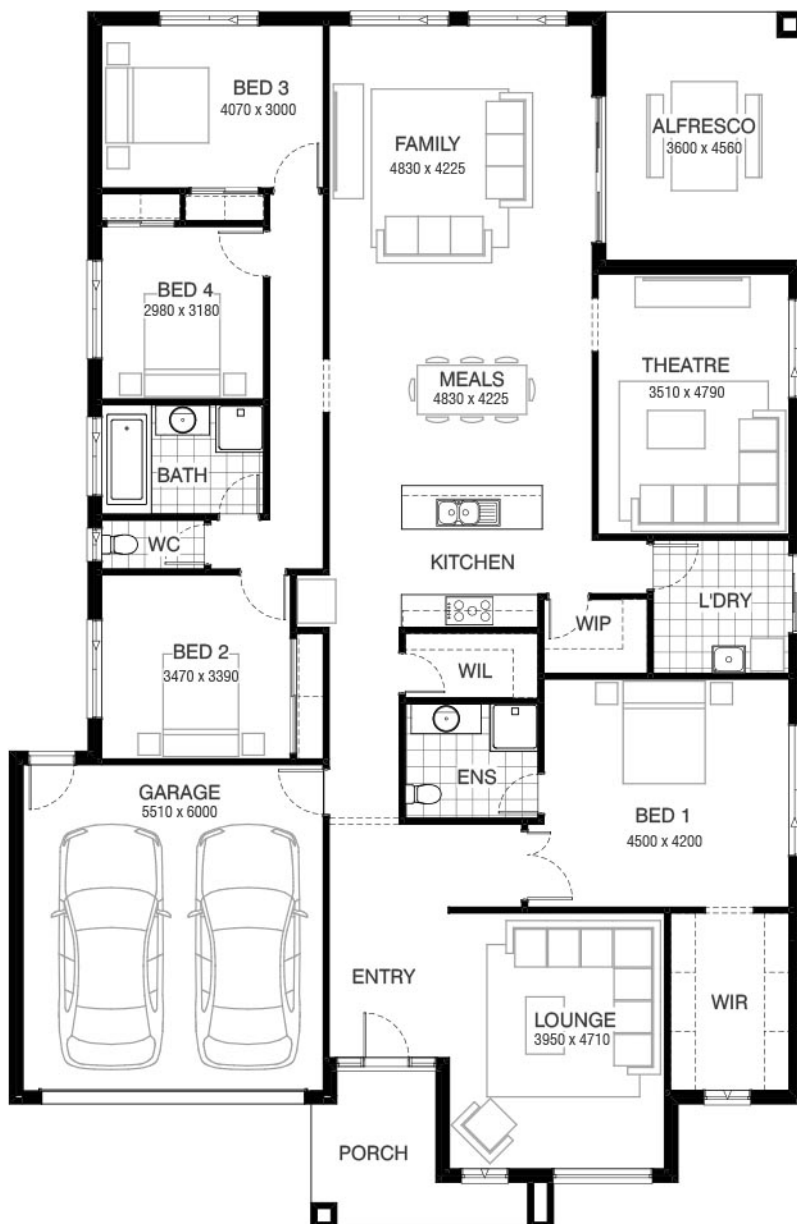 BED 3
4070 x 3000
FAMILY
4830 x 4225
ALFRESCO
3600 x 4560
BED 4
2980 x 3180
MEALS
4830 x 4225
THEATRE
3510 x 4790
BATH
WC
KITCHEN
L'DRY
WIP
BED 2
3470 x 3390
WIL
ENS
GARAGE
5510 x 6000
BED 1
4500 x 4200
ENTRY
LOUNGE
3950 x 4710
WIR
PORCH